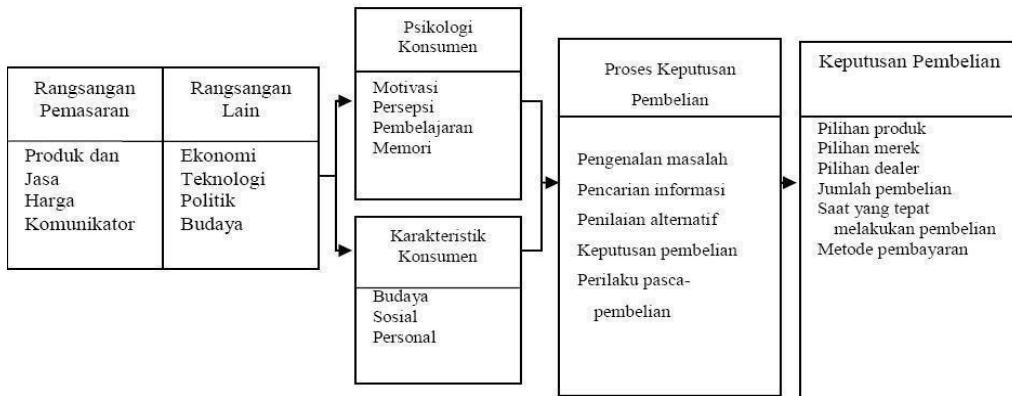 Rangsangan
Pemasaran
Produk dan
Jasa
Harga
Komunikator
Rangsangan
Lain
Ekonomi
Teknologi
Politik
Budaya
Psikologi
Konsumen
Motivasi
Persepsi
Pembelajaran
Memori
Karakteristik
Konsumen
Budaya
Sosial
Personal
Proses Keputusan
Pembelian
Pengenalan masalah
Pencarian informasi
Penilaian alternatif
Keputusan pembelian
Perilaku pasca-
pembelian
Keputusan Pembelian
Pilihan produk
Pilihan merek
Pilihan dealer
Jumlah pembelian
Saat yang tepat
melakukan pembelian
Metode pembayaran